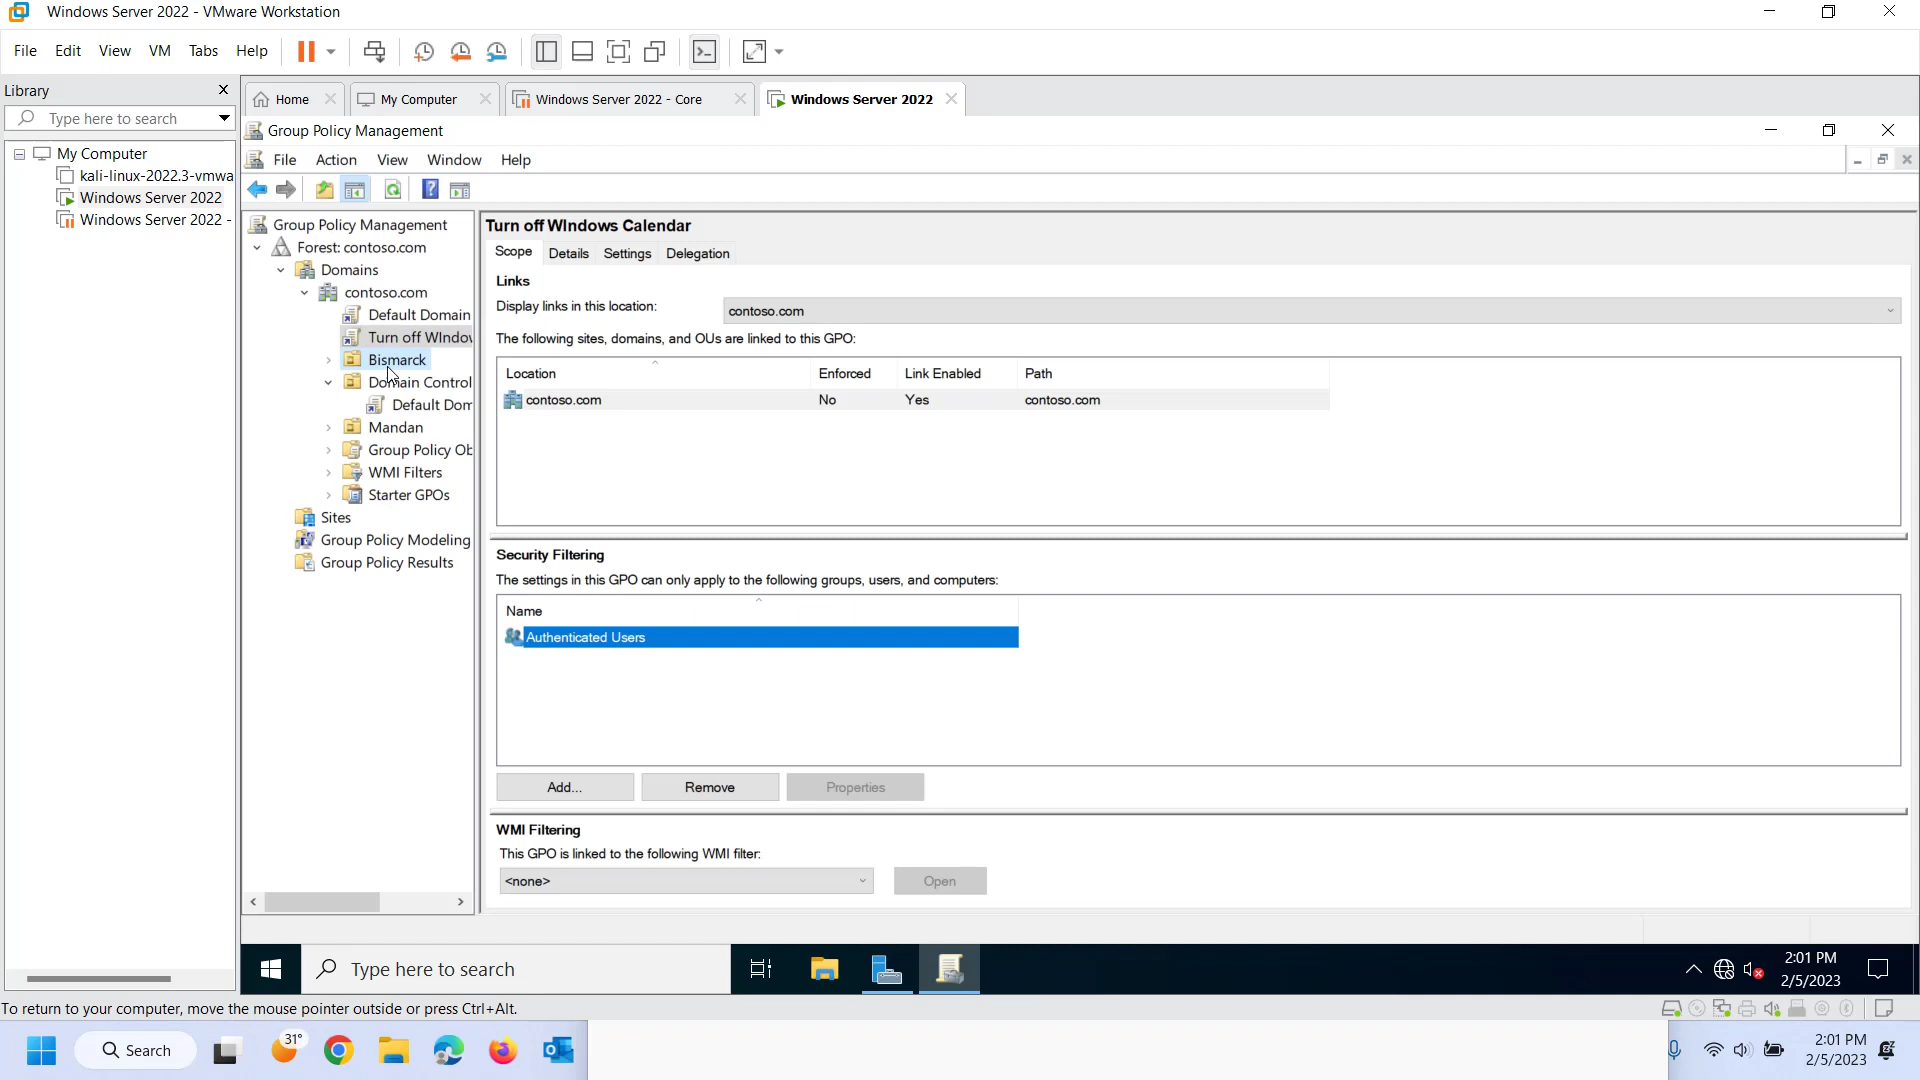 Windows Server 2022 - VMware Workstation
File Edit View VM Tabs Help
Library
Type here to search
My Computer
kali-linux-2022.3-vmwa
Windows Server 2022
Windows Server 2022 -
Home My Computer Windows Server 2022 - Core Windows Server 2022
Group Policy Management
File Action View Window Help
Group Policy Management
Forest: contoso.com
Domains
contoso.com
Default Domain
Turn off WIndow
Bismarck
Domain Control
Default Dom
Mandan
Group Policy Ob
WMI Filters
Starter GPOs
Sites
Group Policy Modeling
Group Policy Results
Turn off WIndows Calendar
Scope Details Settings Delegation
Links
Display links in this location: contoso.com
The following sites, domains, and OUs are linked to this GPO:
Location Enforced Link Enabled Path
contoso.com No Yes contoso.com
Security Filtering
The settings in this GPO can only apply to the following groups, users, and computers:
Name
Authenticated Users
Add... Remove Properties
WMI Filtering
This GPO is linked to the following WMI filter:
<none> Open
Type here to search
2:01 PM
2/5/2023
To return to your computer, move the mouse pointer outside or press Ctrl+Alt.
Search
31°
2:01 PM
2/5/2023